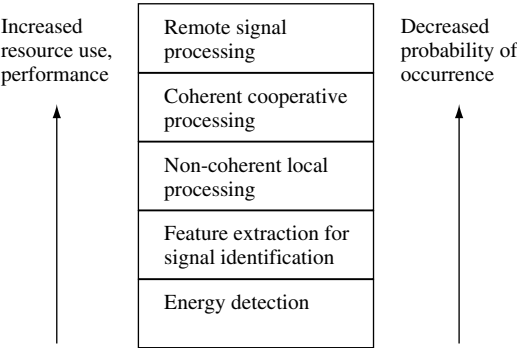 Increased
resource use,
performance
Remote signal
processing
Coherent cooperative
processing
Non-coherent local
processing
Feature extraction for
signal identification
Energy detection
Decreased
probability of
occurrence